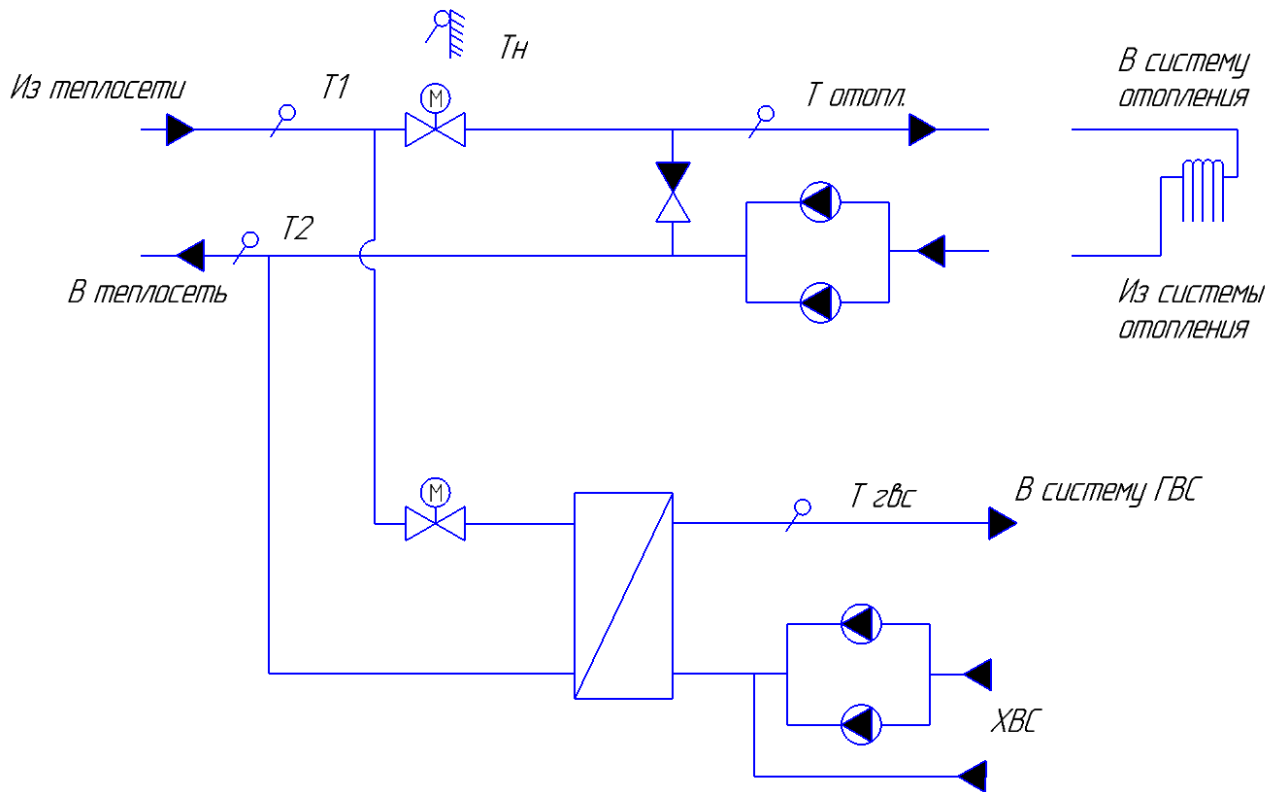 Тн
Из теплосети
Т1
М
Т отопл.
В систему
отопления
Т2
В теплосеть
Из системы
отопления
М
Т гвс
В систему ГВС
ХВС